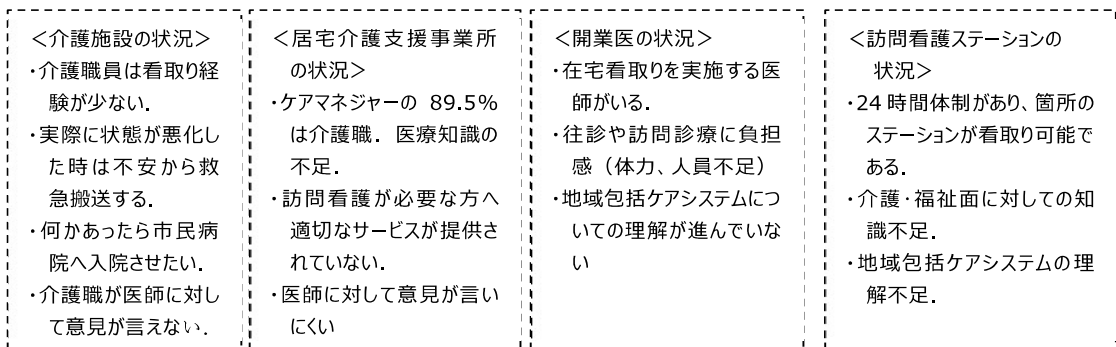 ＜介護施設の状況＞
・介護職員は看取り経
験が少ない．
・実際に状態が悪化し
た時は不安から救
急搬送する．
・何かあったら市民病
院へ入院させたい．
・介護職が医師に対し
て意見が言えない．
＜居宅介護支援事業所
の状況＞
・ケアマネジャーの 89.5%
は介護職．医療知識の
不足．
・訪問看護が必要な方へ
適切なサービスが提供さ
れていない．
・医師に対して意見が言い
にくい
＜開業医の状況＞
・在宅看取りを実施する医
師がいる．
・往診や訪問診療に負担
感（体力、人員不足）
・地域包括ケアシステムにつ
いての理解が進んでいな
い
＜訪問看護ステーションの
状況＞
・24 時間体制があり、箇所の
ステーションが看取り可能で
ある．
・介護・福祉面に対しての知
識不足．
・地域包括ケアシステムの理
解不足．